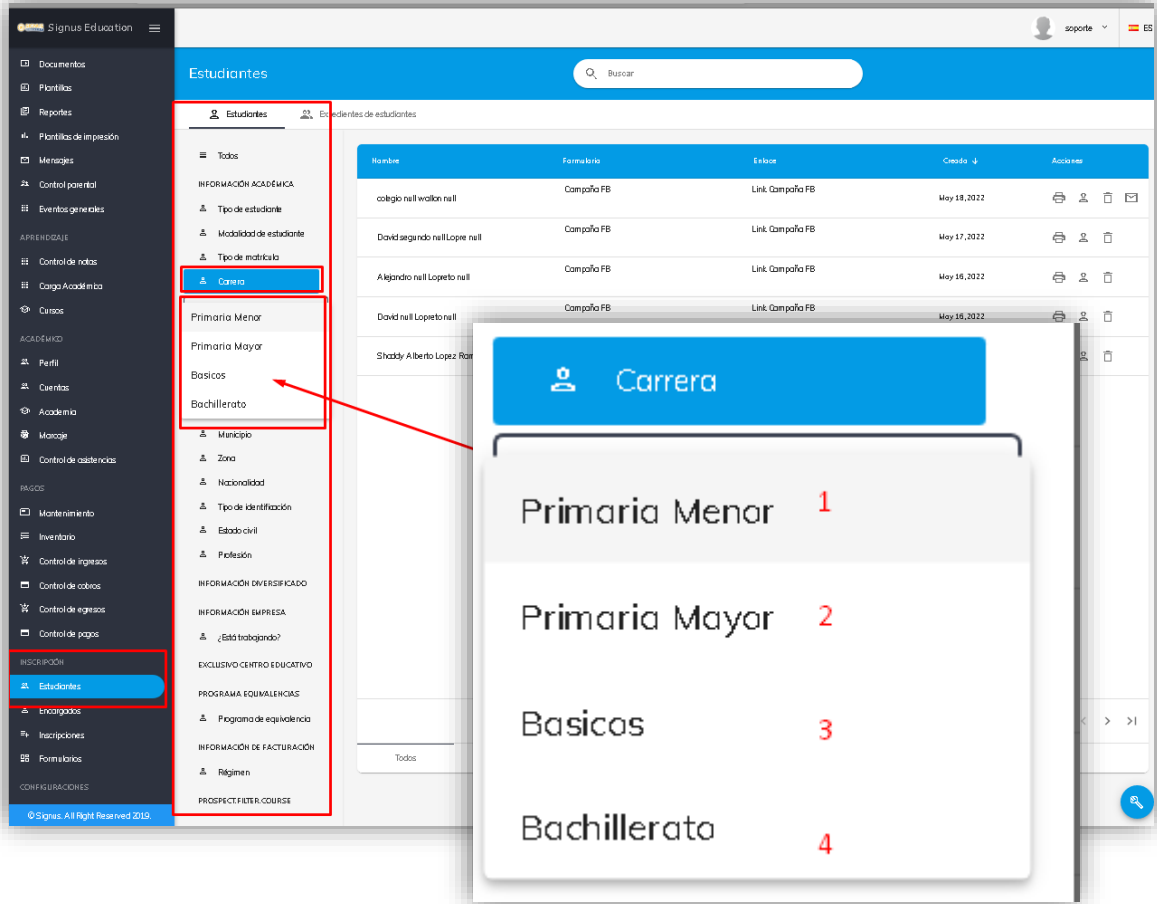 Signus Education
soporte
ES
Documentos
Plantillas
Reportes
Plantillas de impresión
Mensajes
Control parental
Eventos generales
APRENDIZAJE
Control de notas
Carga Académica
Cursos
ACADÉMICO
Perfil
Cuentas
Academia
Marcaje
Control de asistencias
PAGOS
Mantenimiento
Inventario
Control de ingresos
Control de cobros
Control de egresos
Control de pagos
INSCRIPCIÓN
Estudiantes
Encargados
Inscripciones
Formularios
CONFIGURACIONES
©Signus. All Right Reserved 2019.
Estudiantes
Buscar
Estudiantes
Expedientes de estudiantes
Todos
INFORMACIÓN ACADÉMICA
Tipo de estudiante
Modalidad de estudiante
Tipo de matrícula
Carrera
Primaria Menor
Primaria Mayor
Basicos
Bachillerato
Municipio
Zona
Nacionalidad
Tipo de identificación
Estado civil
Profesión
INFORMACIÓN DIVERSIFICADO
INFORMACIÓN EMPRESA
¿Está trabajando?
EXCLUSIVO CENTRO EDUCATIVO
PROGRAMA EQUIVALENCIAS
Programa de equivalencia
INFORMACIÓN DE FACTURACIÓN
Régimen
PROSPECT.FILTER.COURSE
Nombre Formulario Enlace Creado Acciones
colegio null wallon null Campaña FB Link Campaña FB May 18, 2022
David segundo null Lopre null Campaña FB Link Campaña FB May 17, 2022
Alejandro null Lopreto null Campaña FB Link Campaña FB May 16, 2022
David null Lopreto null Campaña FB Link Campaña FB May 16, 2022
Shaddy Alberto Lopez
Todos
Carrera
Primaria Menor 1
Primaria Mayor 2
Basicos 3
Bachillerato 4